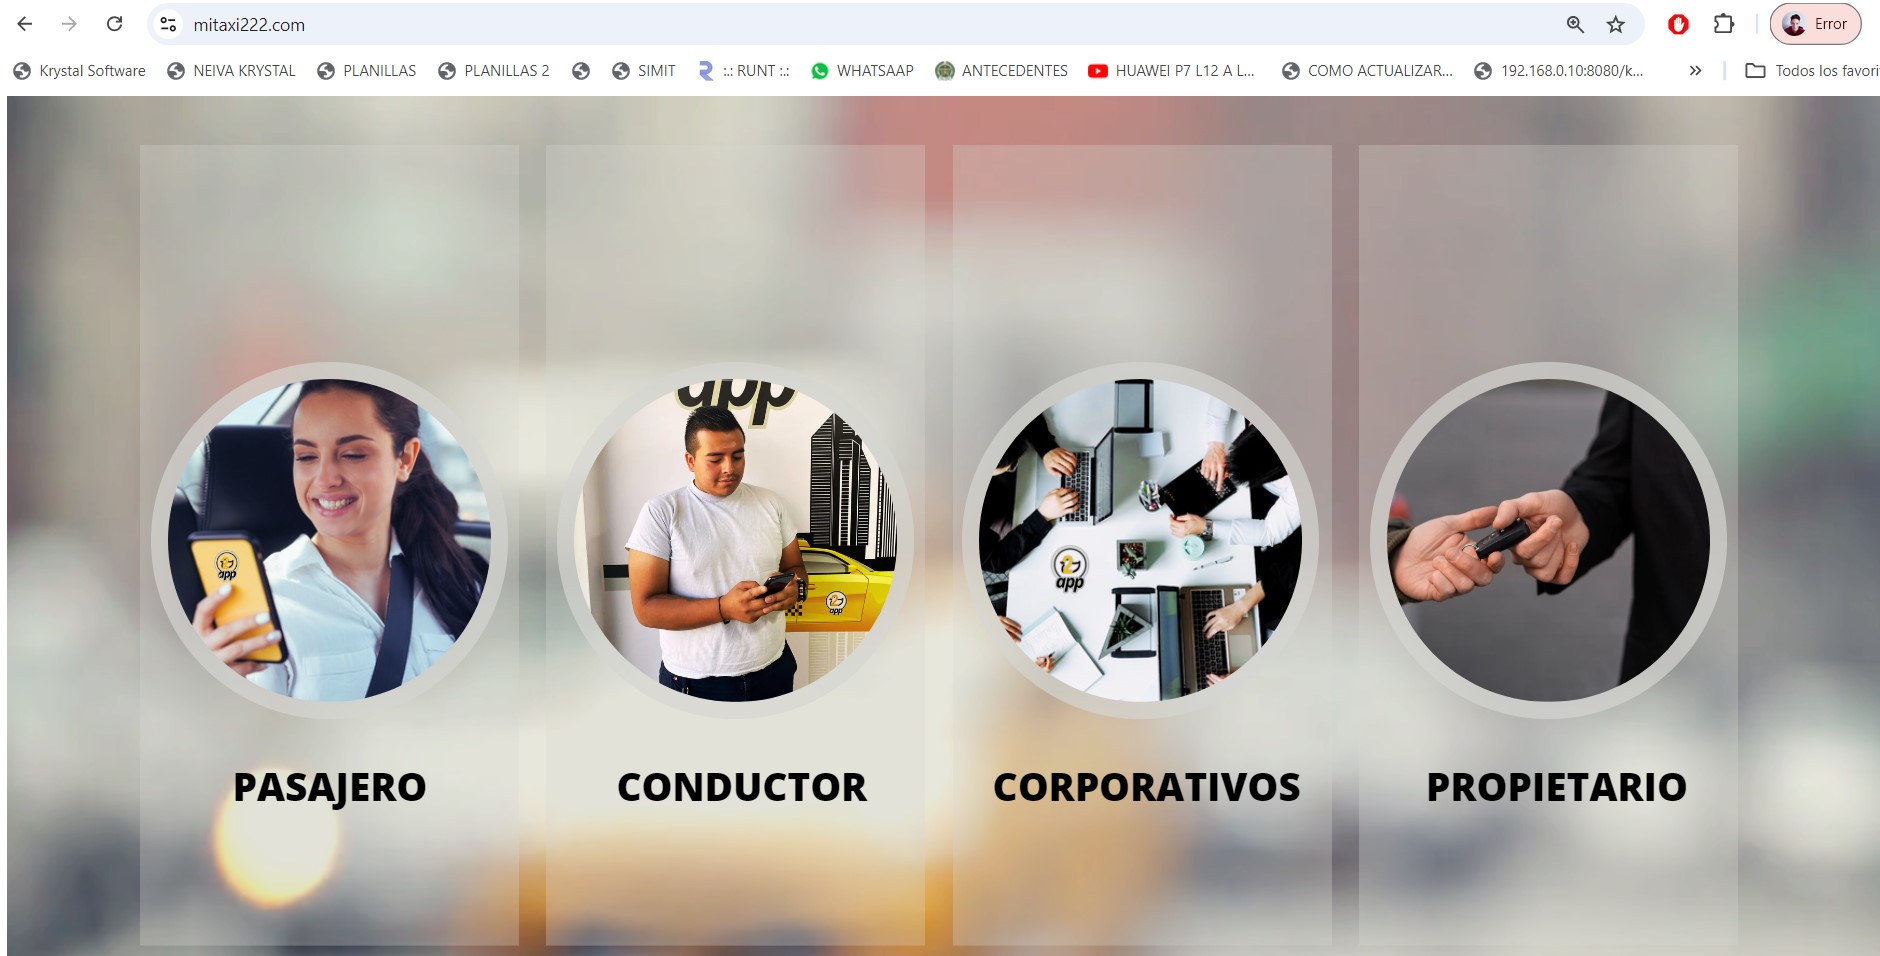 mitaxi222.com
Error
Krystal Software
NEIVA KRYSTAL
PLANILLAS
PLANILLAS 2
SIMIT
:: RUNT ::
WHATSAAP
ANTECEDENTES
HUAWEI P7 L12 A L...
COMO ACTUALIZAR...
192.168.0.10:8080/k...
Todos los favori
app
app
app
PASAJERO
CONDUCTOR
CORPORATIVOS
PROPIETARIO